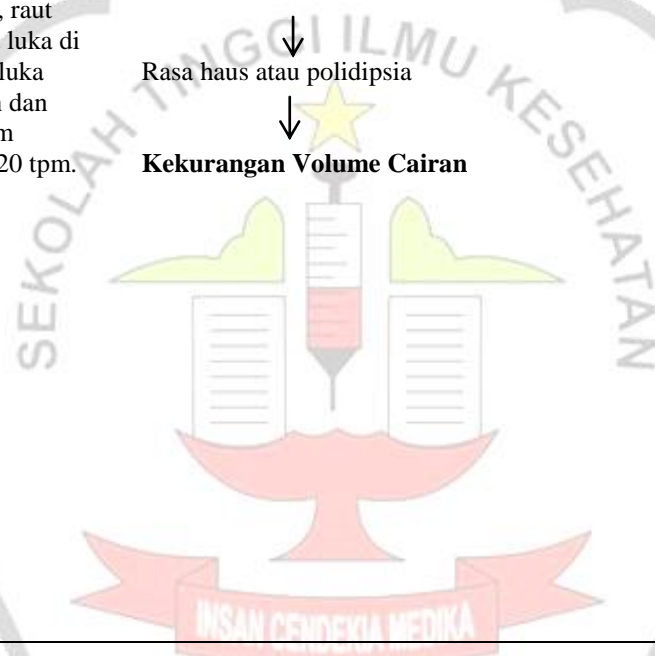 , raut
luka di
luka
dan
m
20 tpm.
Rasa haus atau polidipsia
Kekurangan Volume Cairan
SEKOLAH TINGGI ILMU KESEHATAN
INSAN CENDEKIA MEDIKA